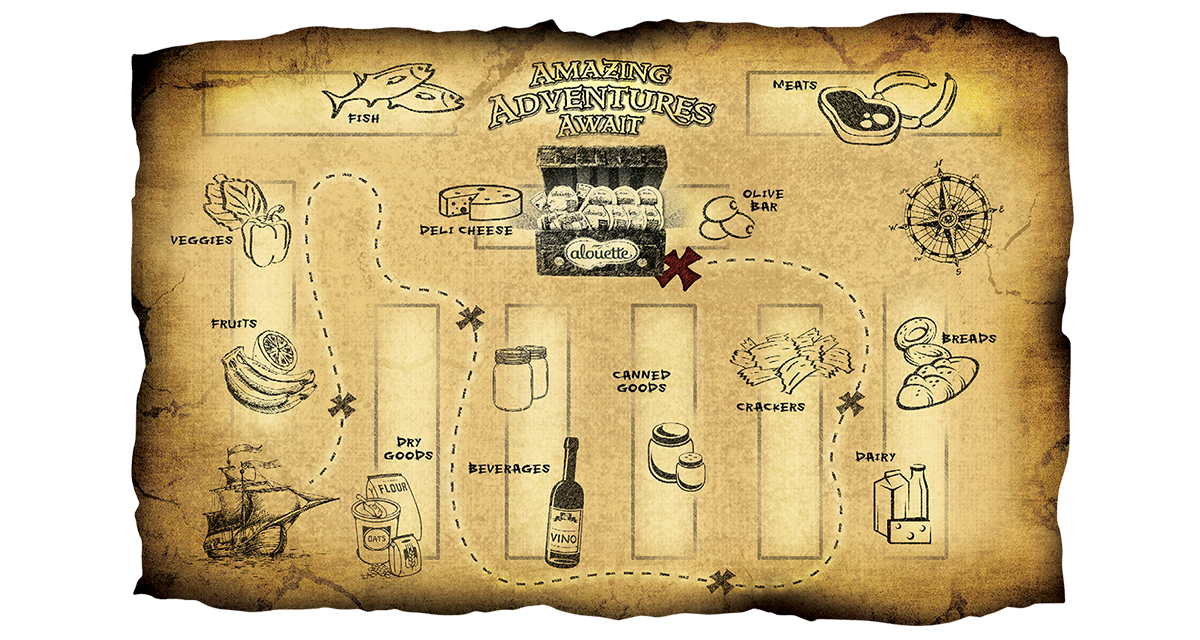 AMAZING
ADVENTURES
AWAIT
FISH
MEATS
VEGGIES
DELI CHEESE
OLIVE
BAR
alouette
N
E
S
W
FRUITS
BREADS
CANNED
GOODS
CRACKERS
DRY
GOODS
FLOUR
OATS
BEVERAGES
VINO
DAIRY